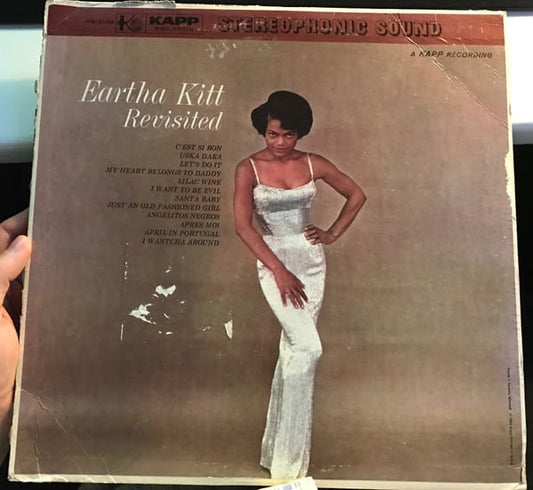 KAPP
RECORDS
STEREOPHONIC SOUND
A KAPP RECORDING
Eartha Kitt
Revisited
C'EST SI BON
USKA DARA
LET'S DO IT
MY HEART BELONGS TO DADDY
LILAC WINE
I WANT TO BE EVIL
SANTA BABY
JUST AN OLD FASHIONED GIRL
ANGELITOS NEGROS
APRES MOI
APRIL IN PORTUGAL
I WANTCHA AROUND